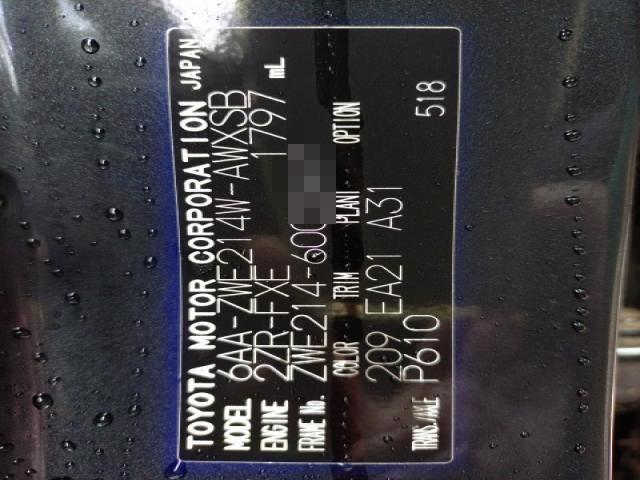 TOYOTA MOTOR CORPORATION JAPAN
MODEL 6AA-ZWE214W-AWXSB
ENGINE 2ZR-FXE 1797 mL
FRAME No. ZWE214-600
COLOR TRIM PLANT OPTION
209 EA21 A31
TRANS./AXLE P610 518